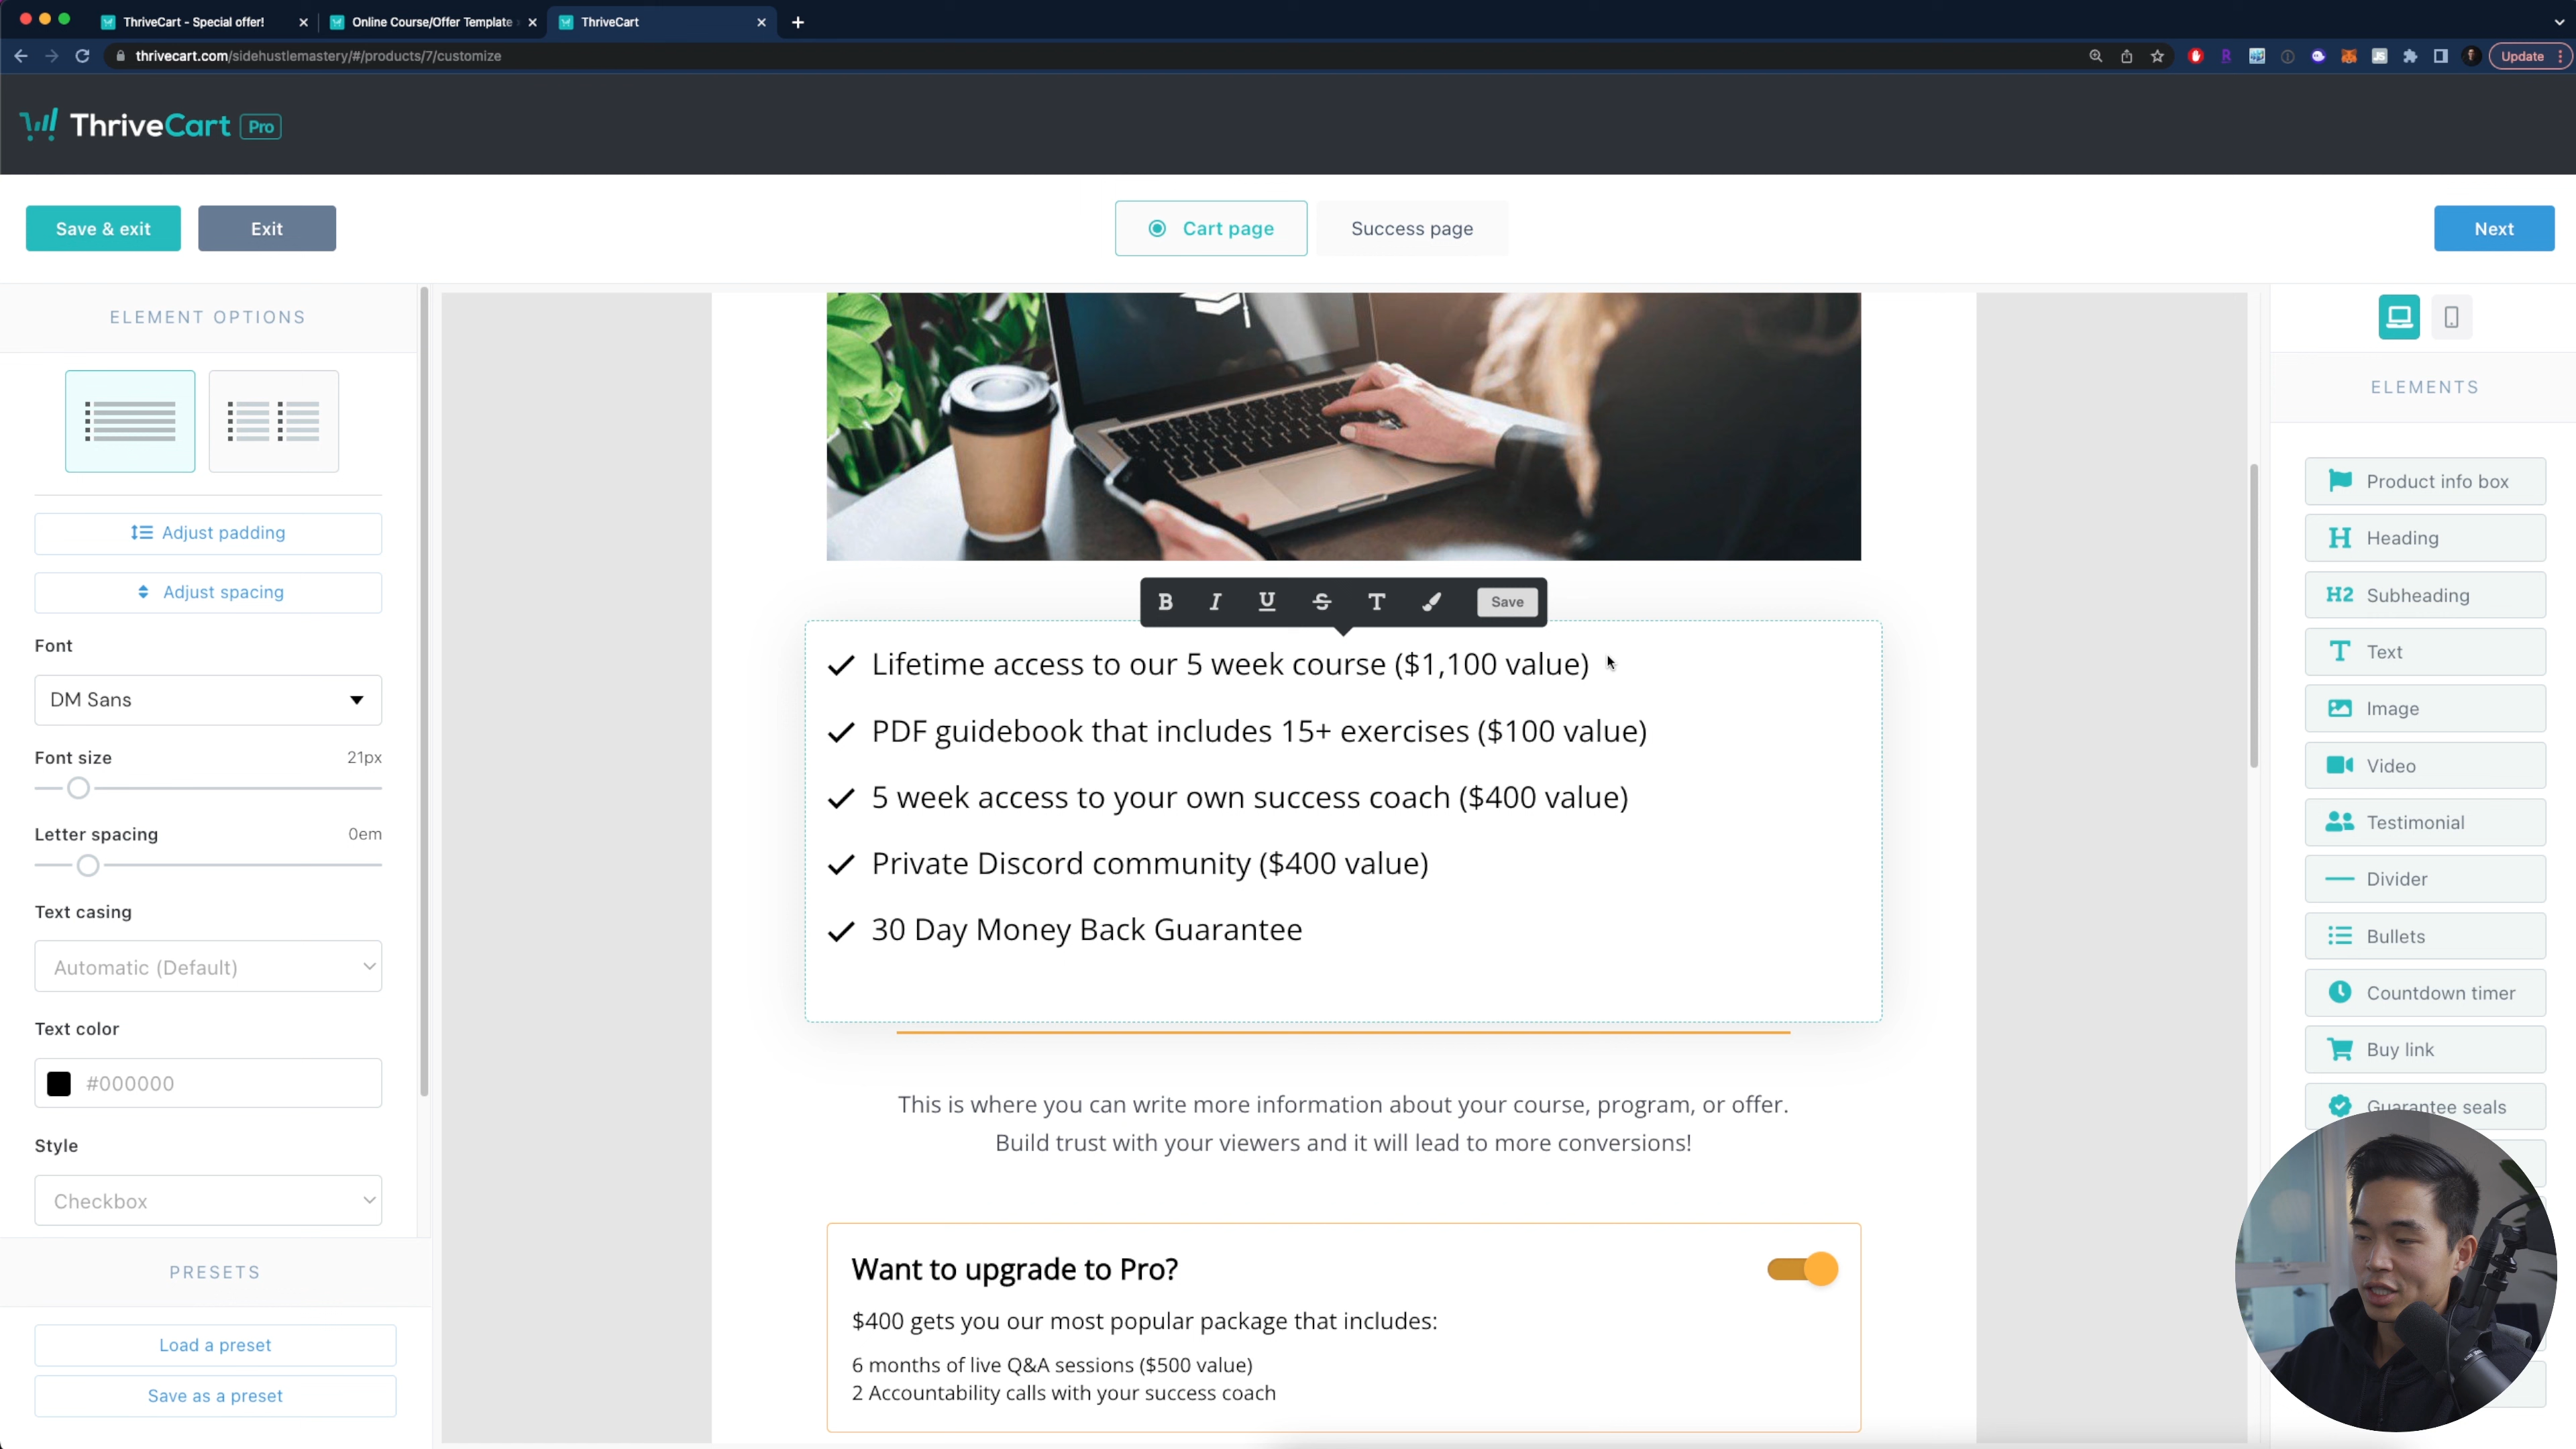 ThriveCart - Special offer!
Online Course/Offer Template
ThriveCart
thrivecart.com/sidehustlemastery/#/products/7/customize
Update
ThriveCart Pro
Save & exit
Exit
Cart page
Success page
Next
ELEMENT OPTIONS
Adjust padding
Adjust spacing
Font
DM Sans
Font size
21px
Letter spacing
0em
Text casing
Automatic (Default)
Text color
#000000
Style
Checkbox
PRESETS
Load a preset
Save as a preset
B I U S T Save
Lifetime access to our 5 week course ($1,100 value)
PDF guidebook that includes 15+ exercises ($100 value)
5 week access to your own success coach ($400 value)
Private Discord community ($400 value)
30 Day Money Back Guarantee
This is where you can write more information about your course, program, or offer.
Build trust with your viewers and it will lead to more conversions!
Want to upgrade to Pro?
$400 gets you our most popular package that includes:
6 months of live Q&A sessions ($500 value)
2 Accountability calls with your success coach
ELEMENTS
Product info box
H Heading
H2 Subheading
T Text
Image
Video
Testimonial
Divider
Bullets
Countdown timer
Buy link
Guarantee seals